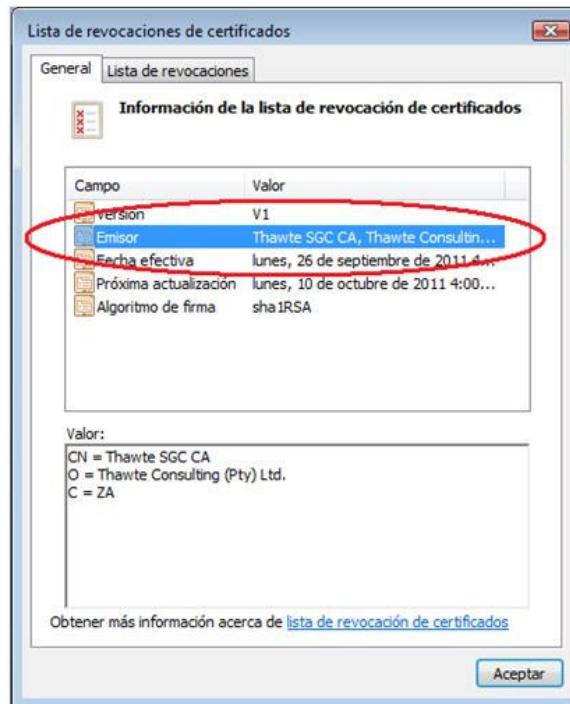 Lista de revocaciones de certificados
General Lista de revocaciones
Información de la lista de revocación de certificados
Campo Valor
Versión V1
Emisor Thawte SGC CA, Thawte Consultin...
Fecha efectiva lunes, 26 de septiembre de 2011 4...
Próxima actualización lunes, 10 de octubre de 2011 4:00...
Algoritmo de firma sha1RSA
Valor:
CN = Thawte SGC CA
O = Thawte Consulting (Pty) Ltd.
C = ZA
Obtener más información acerca de lista de revocación de certificados
Aceptar